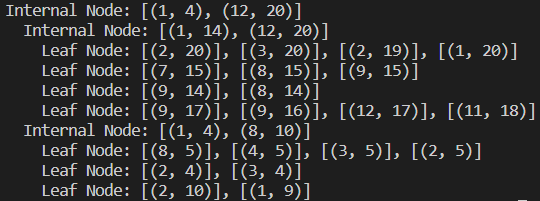 Internal Node: [(1, 4), (12, 20)]
Internal Node: [(1, 14), (12, 20)]
Leaf Node: [(2, 20)], [(3, 20)], [(2, 19)], [(1, 20)]
Leaf Node: [(7, 15)], [(8, 15)], [(9, 15)]
Leaf Node: [(9, 14)], [(8, 14)]
Leaf Node: [(9, 17)], [(9, 16)], [(12, 17)], [(11, 18)]
Internal Node: [(1, 4), (8, 10)]
Leaf Node: [(8, 5)], [(4, 5)], [(3, 5)], [(2, 5)]
Leaf Node: [(2, 4)], [(3, 4)]
Leaf Node: [(2, 10)], [(1, 9)]